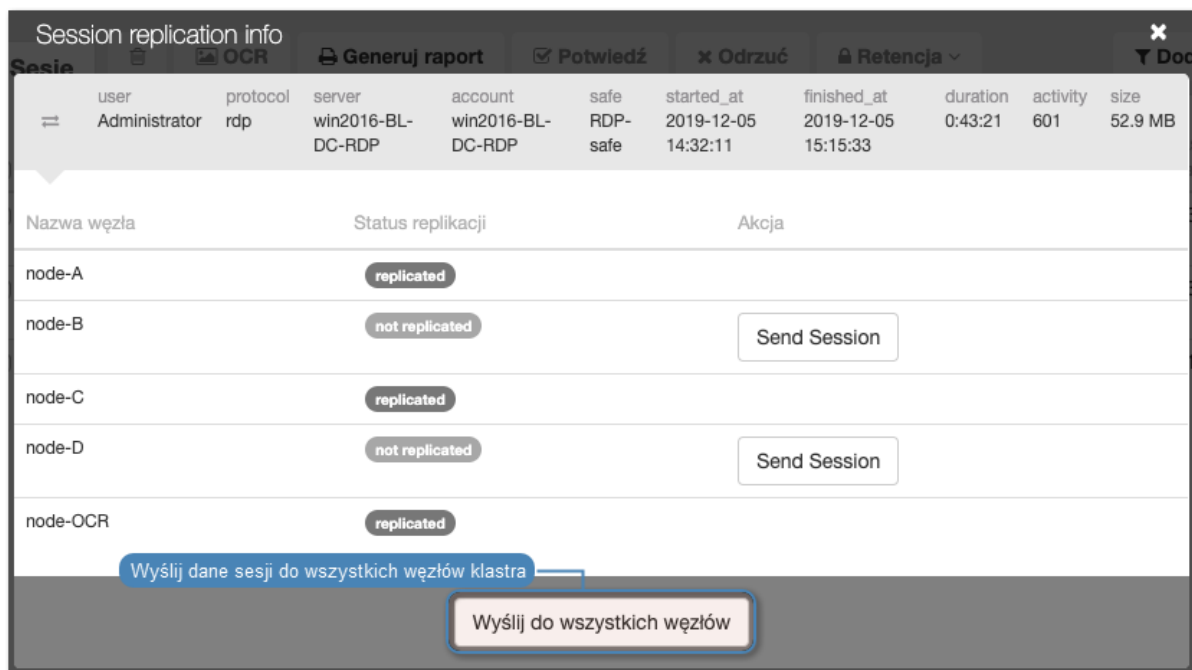 Session replication info
Sesje OCR Generuj raport Potwiedź Odrzuć Retencja
user protocol server account safe started_at finished_at duration activity size
Administrator rdp win2016-BL- win2016-BL- RDP- 2019-12-05 2019-12-05 0:43:21 601 52.9 MB
DC-RDP DC-RDP safe 14:32:11 15:15:33
Nazwa węzła Status replikacji Akcja
node-A replicated
node-B not replicated Send Session
node-C replicated
node-D not replicated Send Session
node-OCR replicated
Wyślij dane sesji do wszystkich węzłów klastra
Wyślij do wszystkich węzłów